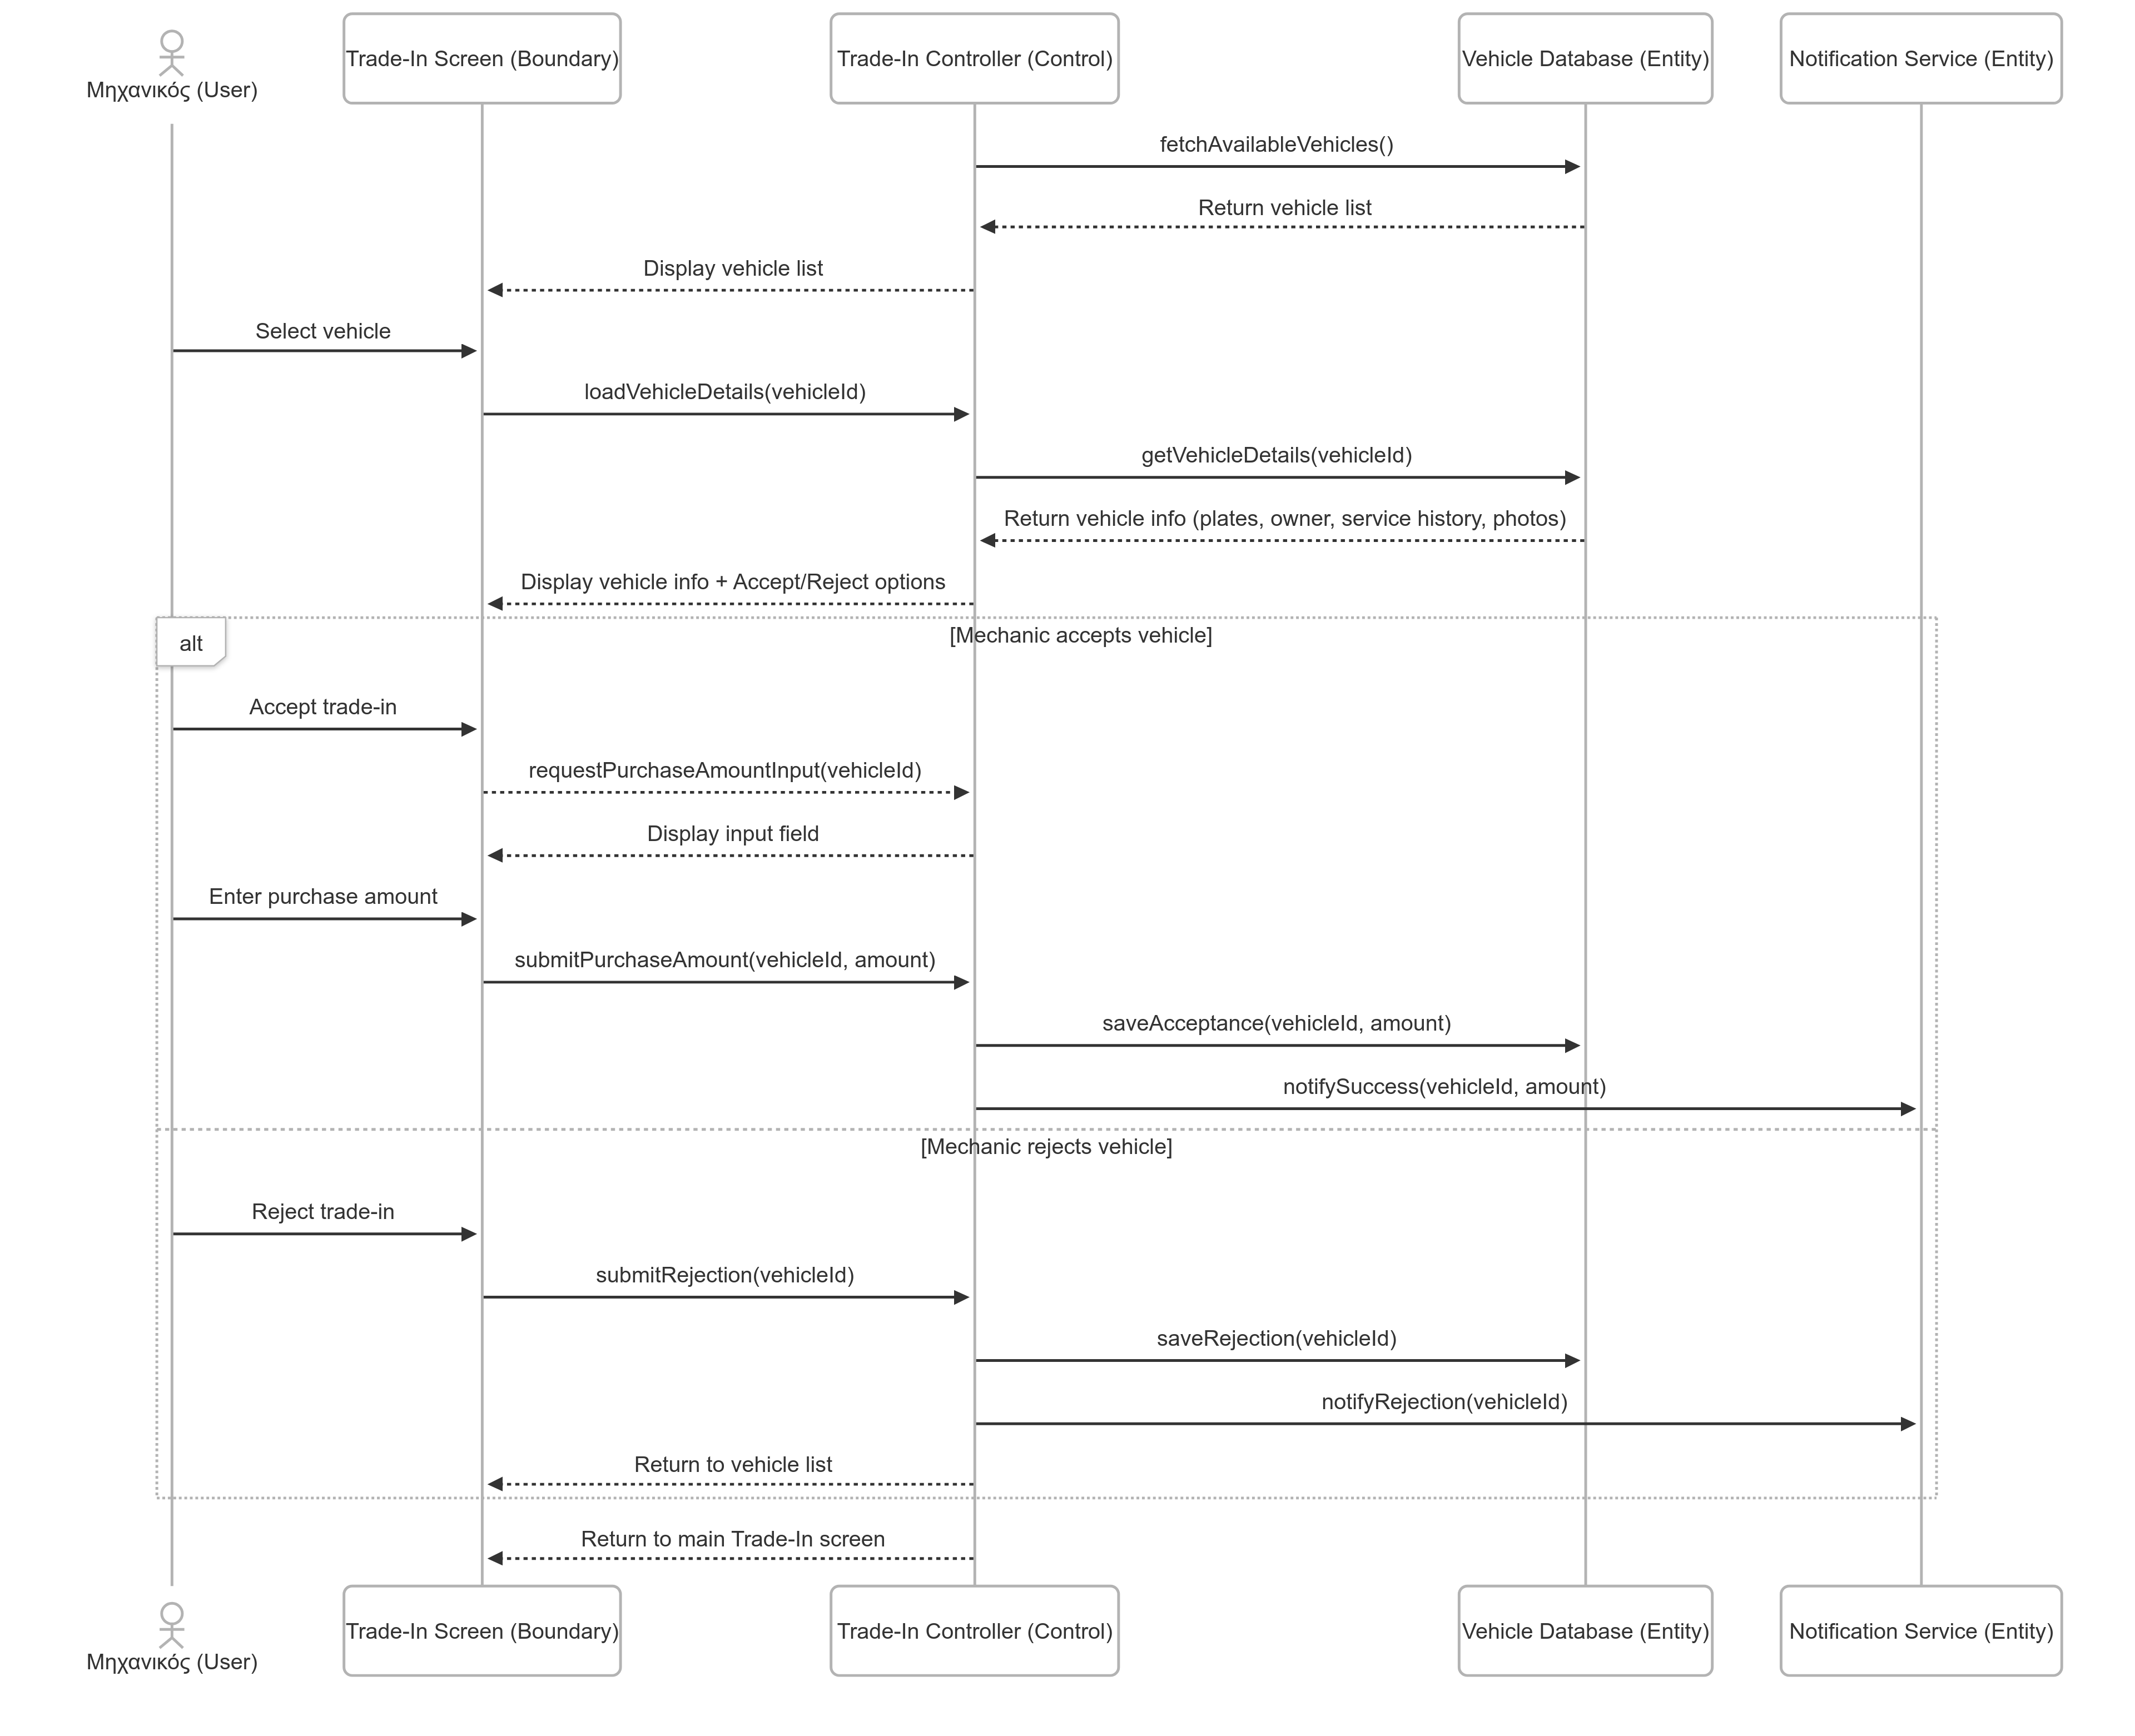 Μηχανικός (User)
Trade-In Screen (Boundary)
Trade-In Controller (Control)
Vehicle Database (Entity)
Notification Service (Entity)
fetchAvailableVehicles()
Return vehicle list
Display vehicle list
Select vehicle
loadVehicleDetails(vehicleId)
getVehicleDetails(vehicleId)
Return vehicle info (plates, owner, service history, photos)
Display vehicle info + Accept/Reject options
alt
[Mechanic accepts vehicle]
Accept trade-in
requestPurchaseAmountInput(vehicleId)
Display input field
Enter purchase amount
submitPurchaseAmount(vehicleId, amount)
saveAcceptance(vehicleId, amount)
notifySuccess(vehicleId, amount)
[Mechanic rejects vehicle]
Reject trade-in
submitRejection(vehicleId)
saveRejection(vehicleId)
notifyRejection(vehicleId)
Return to vehicle list
Return to main Trade-In screen
Μηχανικός (User)
Trade-In Screen (Boundary)
Trade-In Controller (Control)
Vehicle Database (Entity)
Notification Service (Entity)